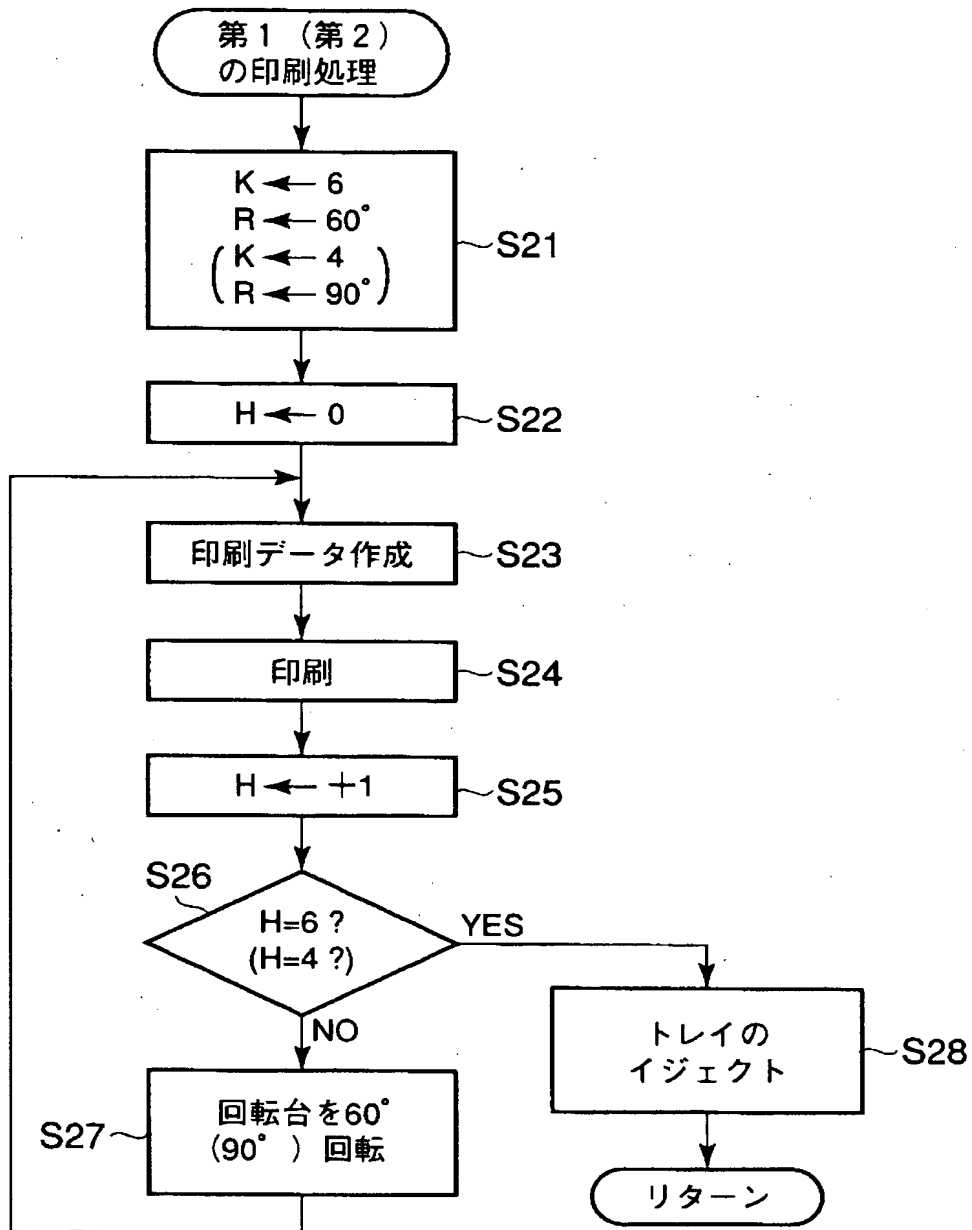 第1（第2）
の印刷処理
K ← 6
R ← 60°
(K ← 4
R ← 90°)
S21
H ← 0
S22
印刷データ作成
S23
印刷
S24
H ← +1
S25
S26
H=6 ?
(H=4 ?)
YES
NO
回転台を60°
(90°) 回転
S27
トレイの
イジェクト
S28
リターン